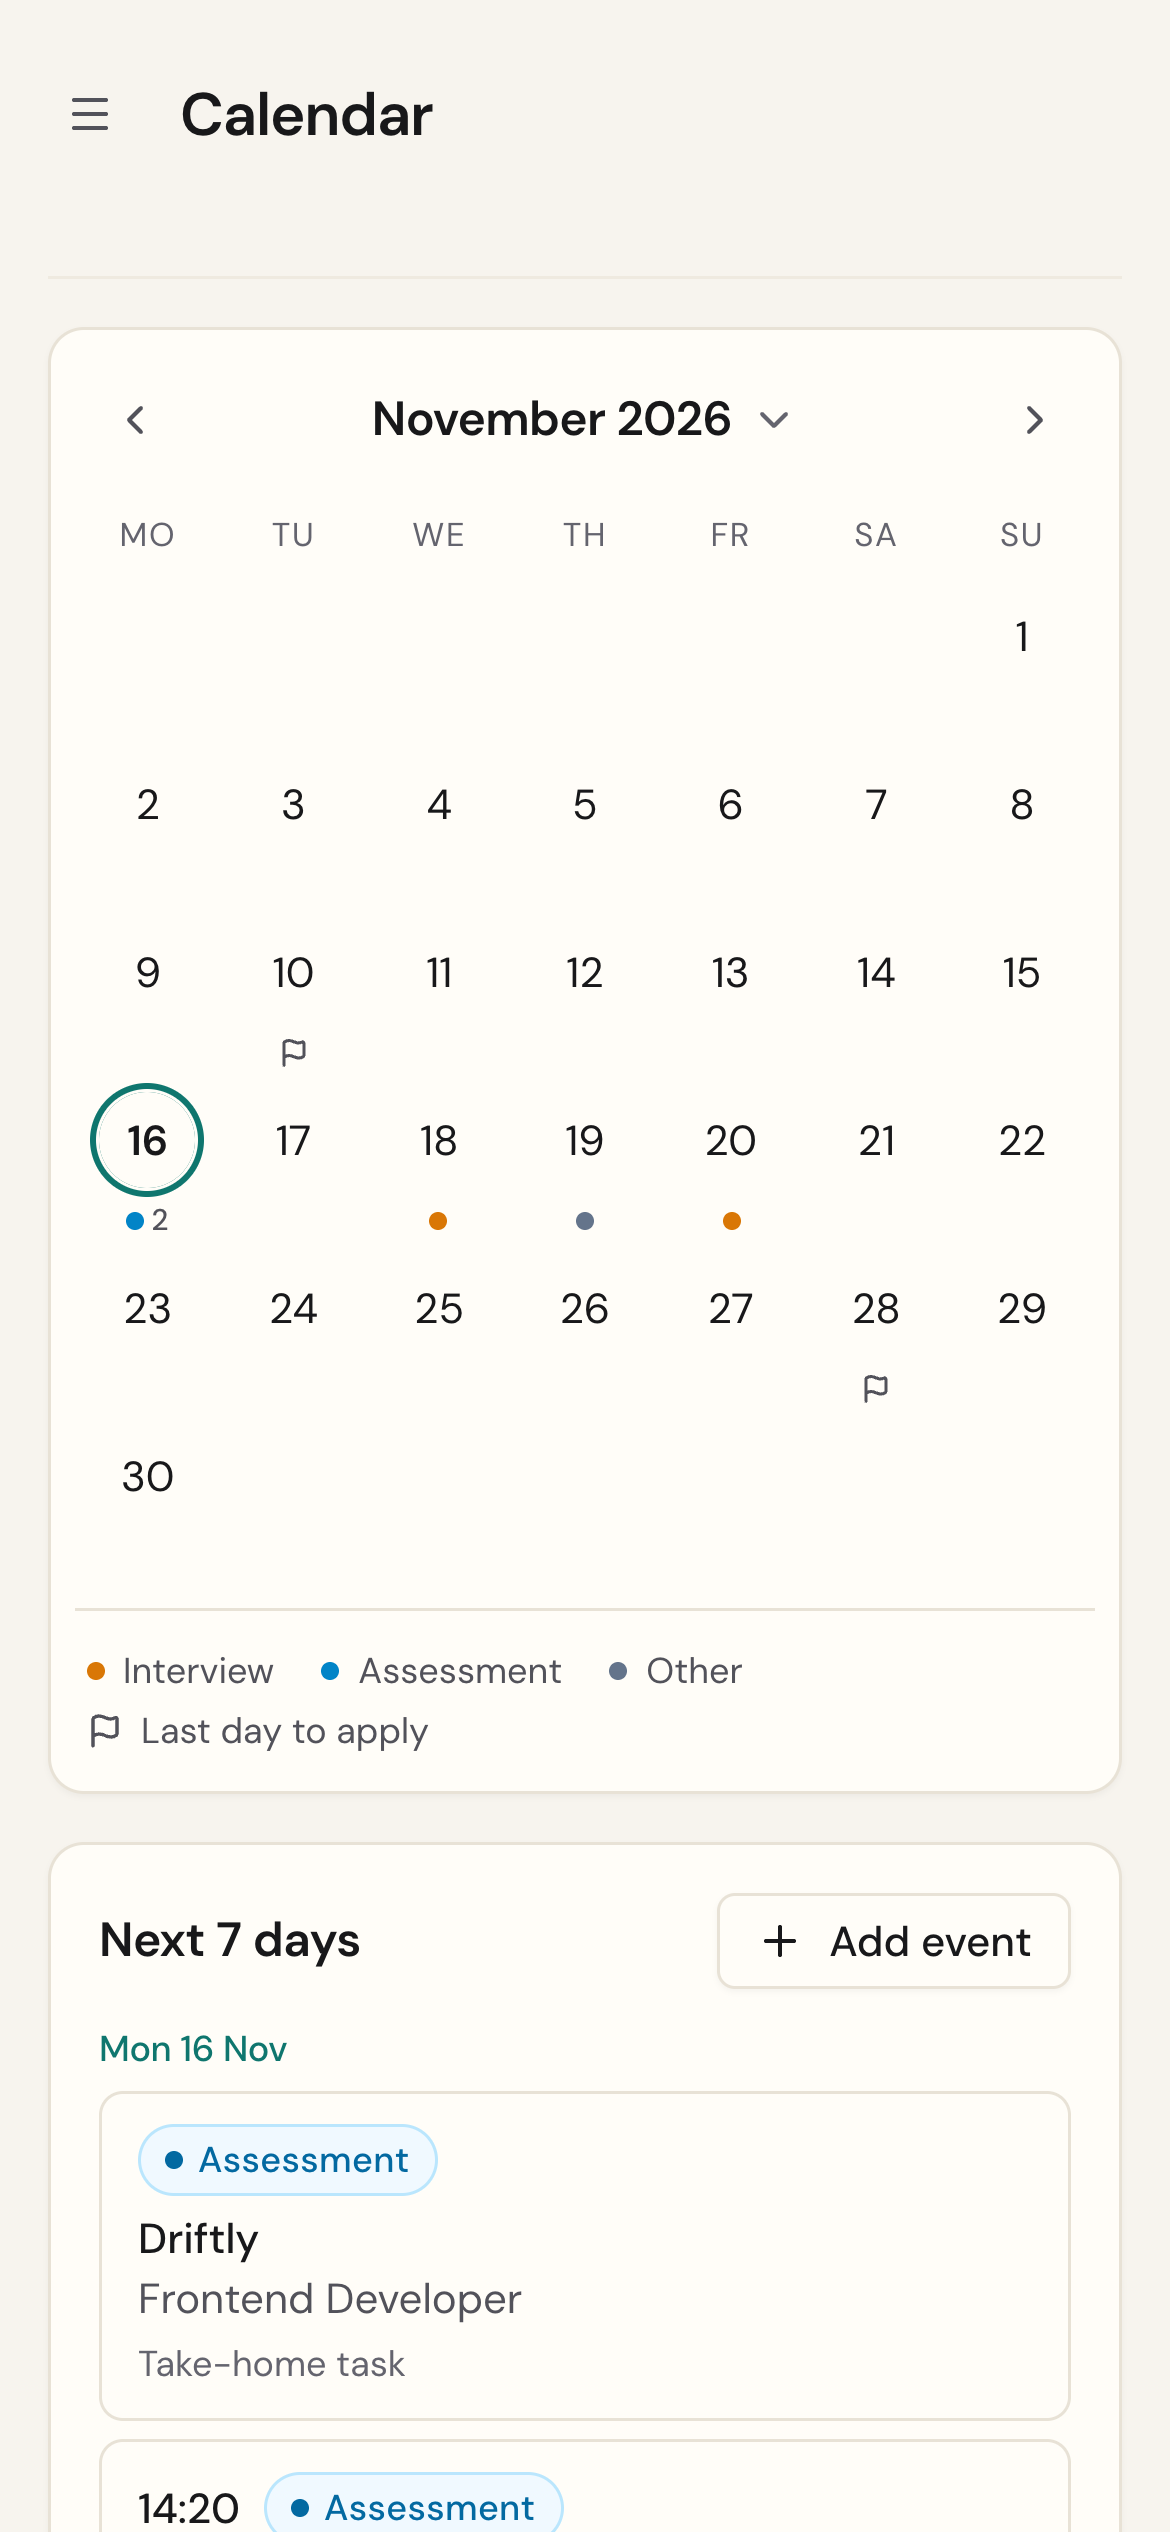 Calendar
November 2026
MO TU WE TH FR SA SU
1
2 3 4 5 6 7 8
9 10 11 12 13 14 15
16 17 18 19 20 21 22
2
23 24 25 26 27 28 29
30
Interview Assessment Other
Last day to apply
Next 7 days Add event
Mon 16 Nov
Assessment
Driftly
Frontend Developer
Take-home task
14:20 Assessment